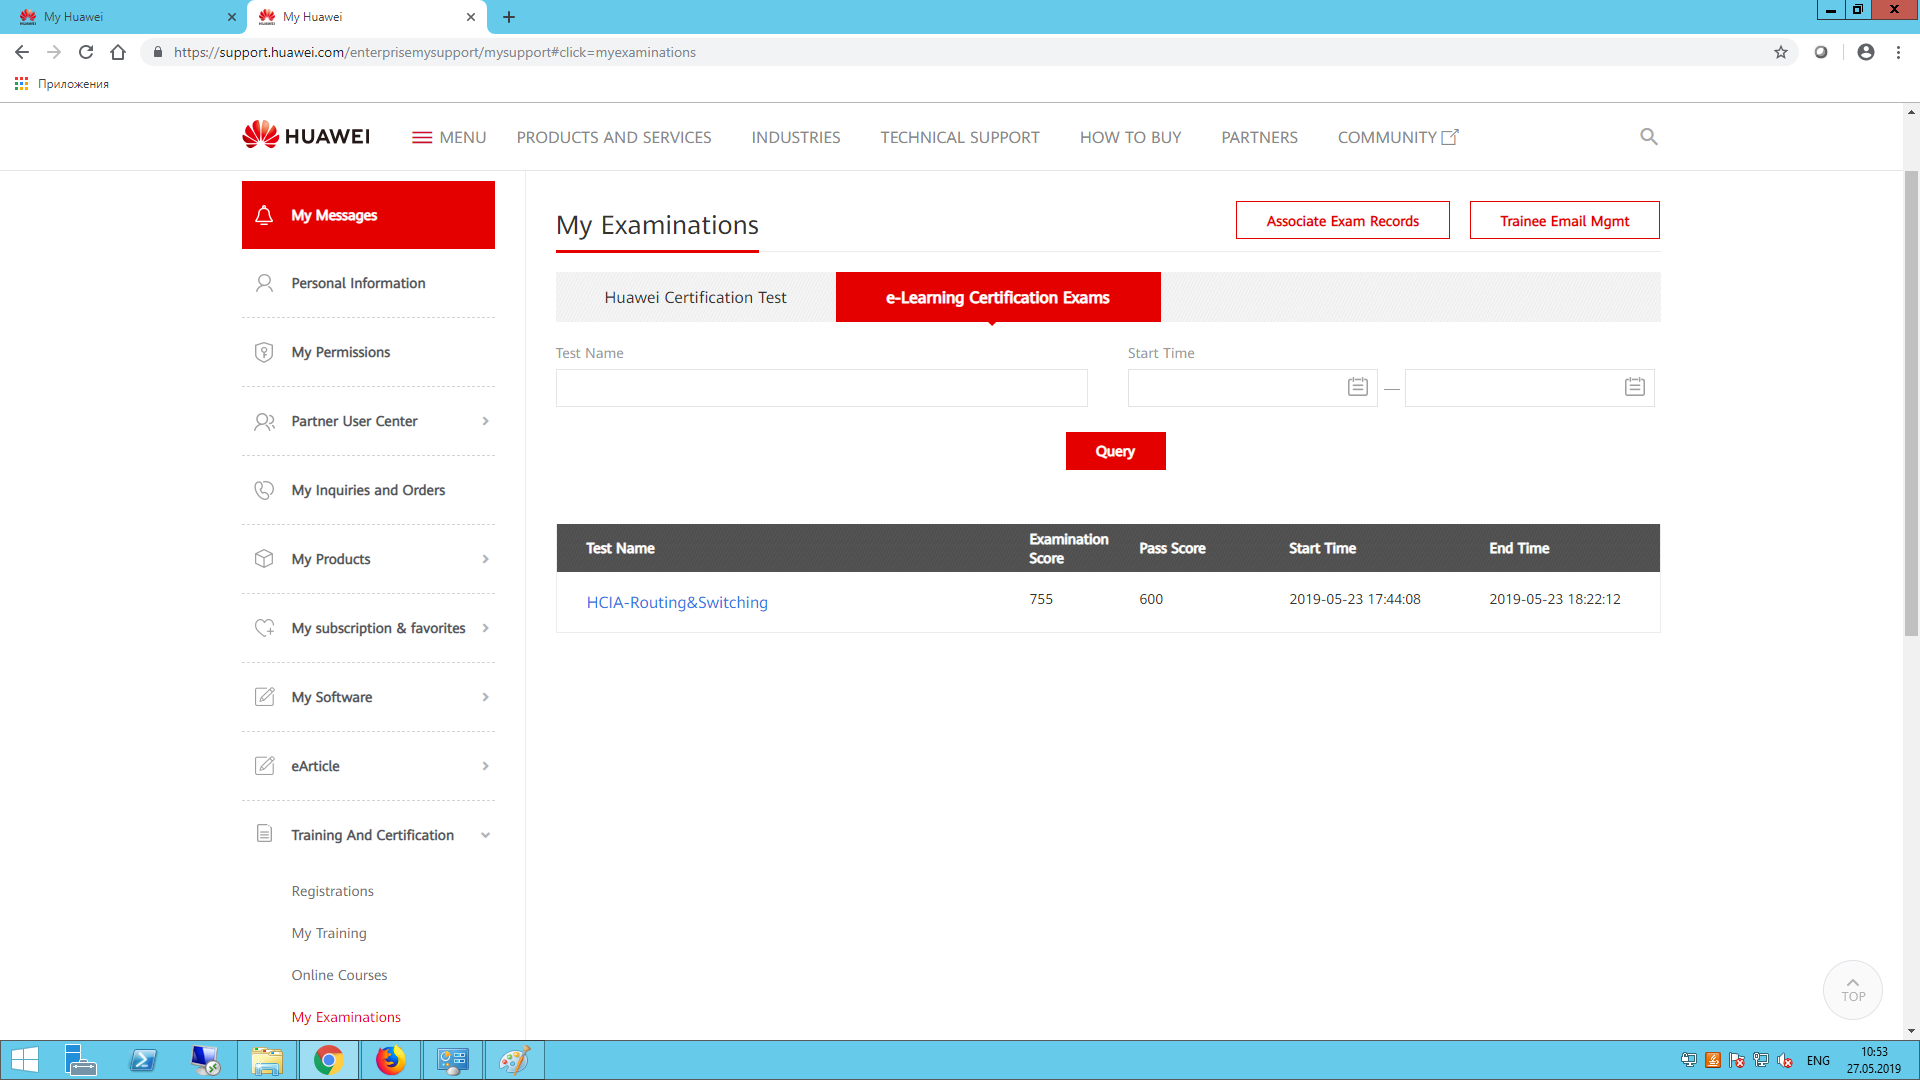 My Huawei
My Huawei
https://support.huawei.com/enterprisemysupport/mysupport#click=myexaminations
Приложения
HUAWEI
MENU
PRODUCTS AND SERVICES
INDUSTRIES
TECHNICAL SUPPORT
HOW TO BUY
PARTNERS
COMMUNITY
My Messages
Personal Information
My Permissions
Partner User Center
My Inquiries and Orders
My Products
My subscription & favorites
My Software
eArticle
Training And Certification
Registrations
My Training
Online Courses
My Examinations
My Examinations
Associate Exam Records
Trainee Email Mgmt
Huawei Certification Test
e-Learning Certification Exams
Test Name
Start Time
—
Query
Test Name
Examination
Score
Pass Score
Start Time
End Time
HCIA-Routing&Switching
755
600
2019-05-23 17:44:08
2019-05-23 18:22:12
TOP
ENG
10:53
27.05.2019